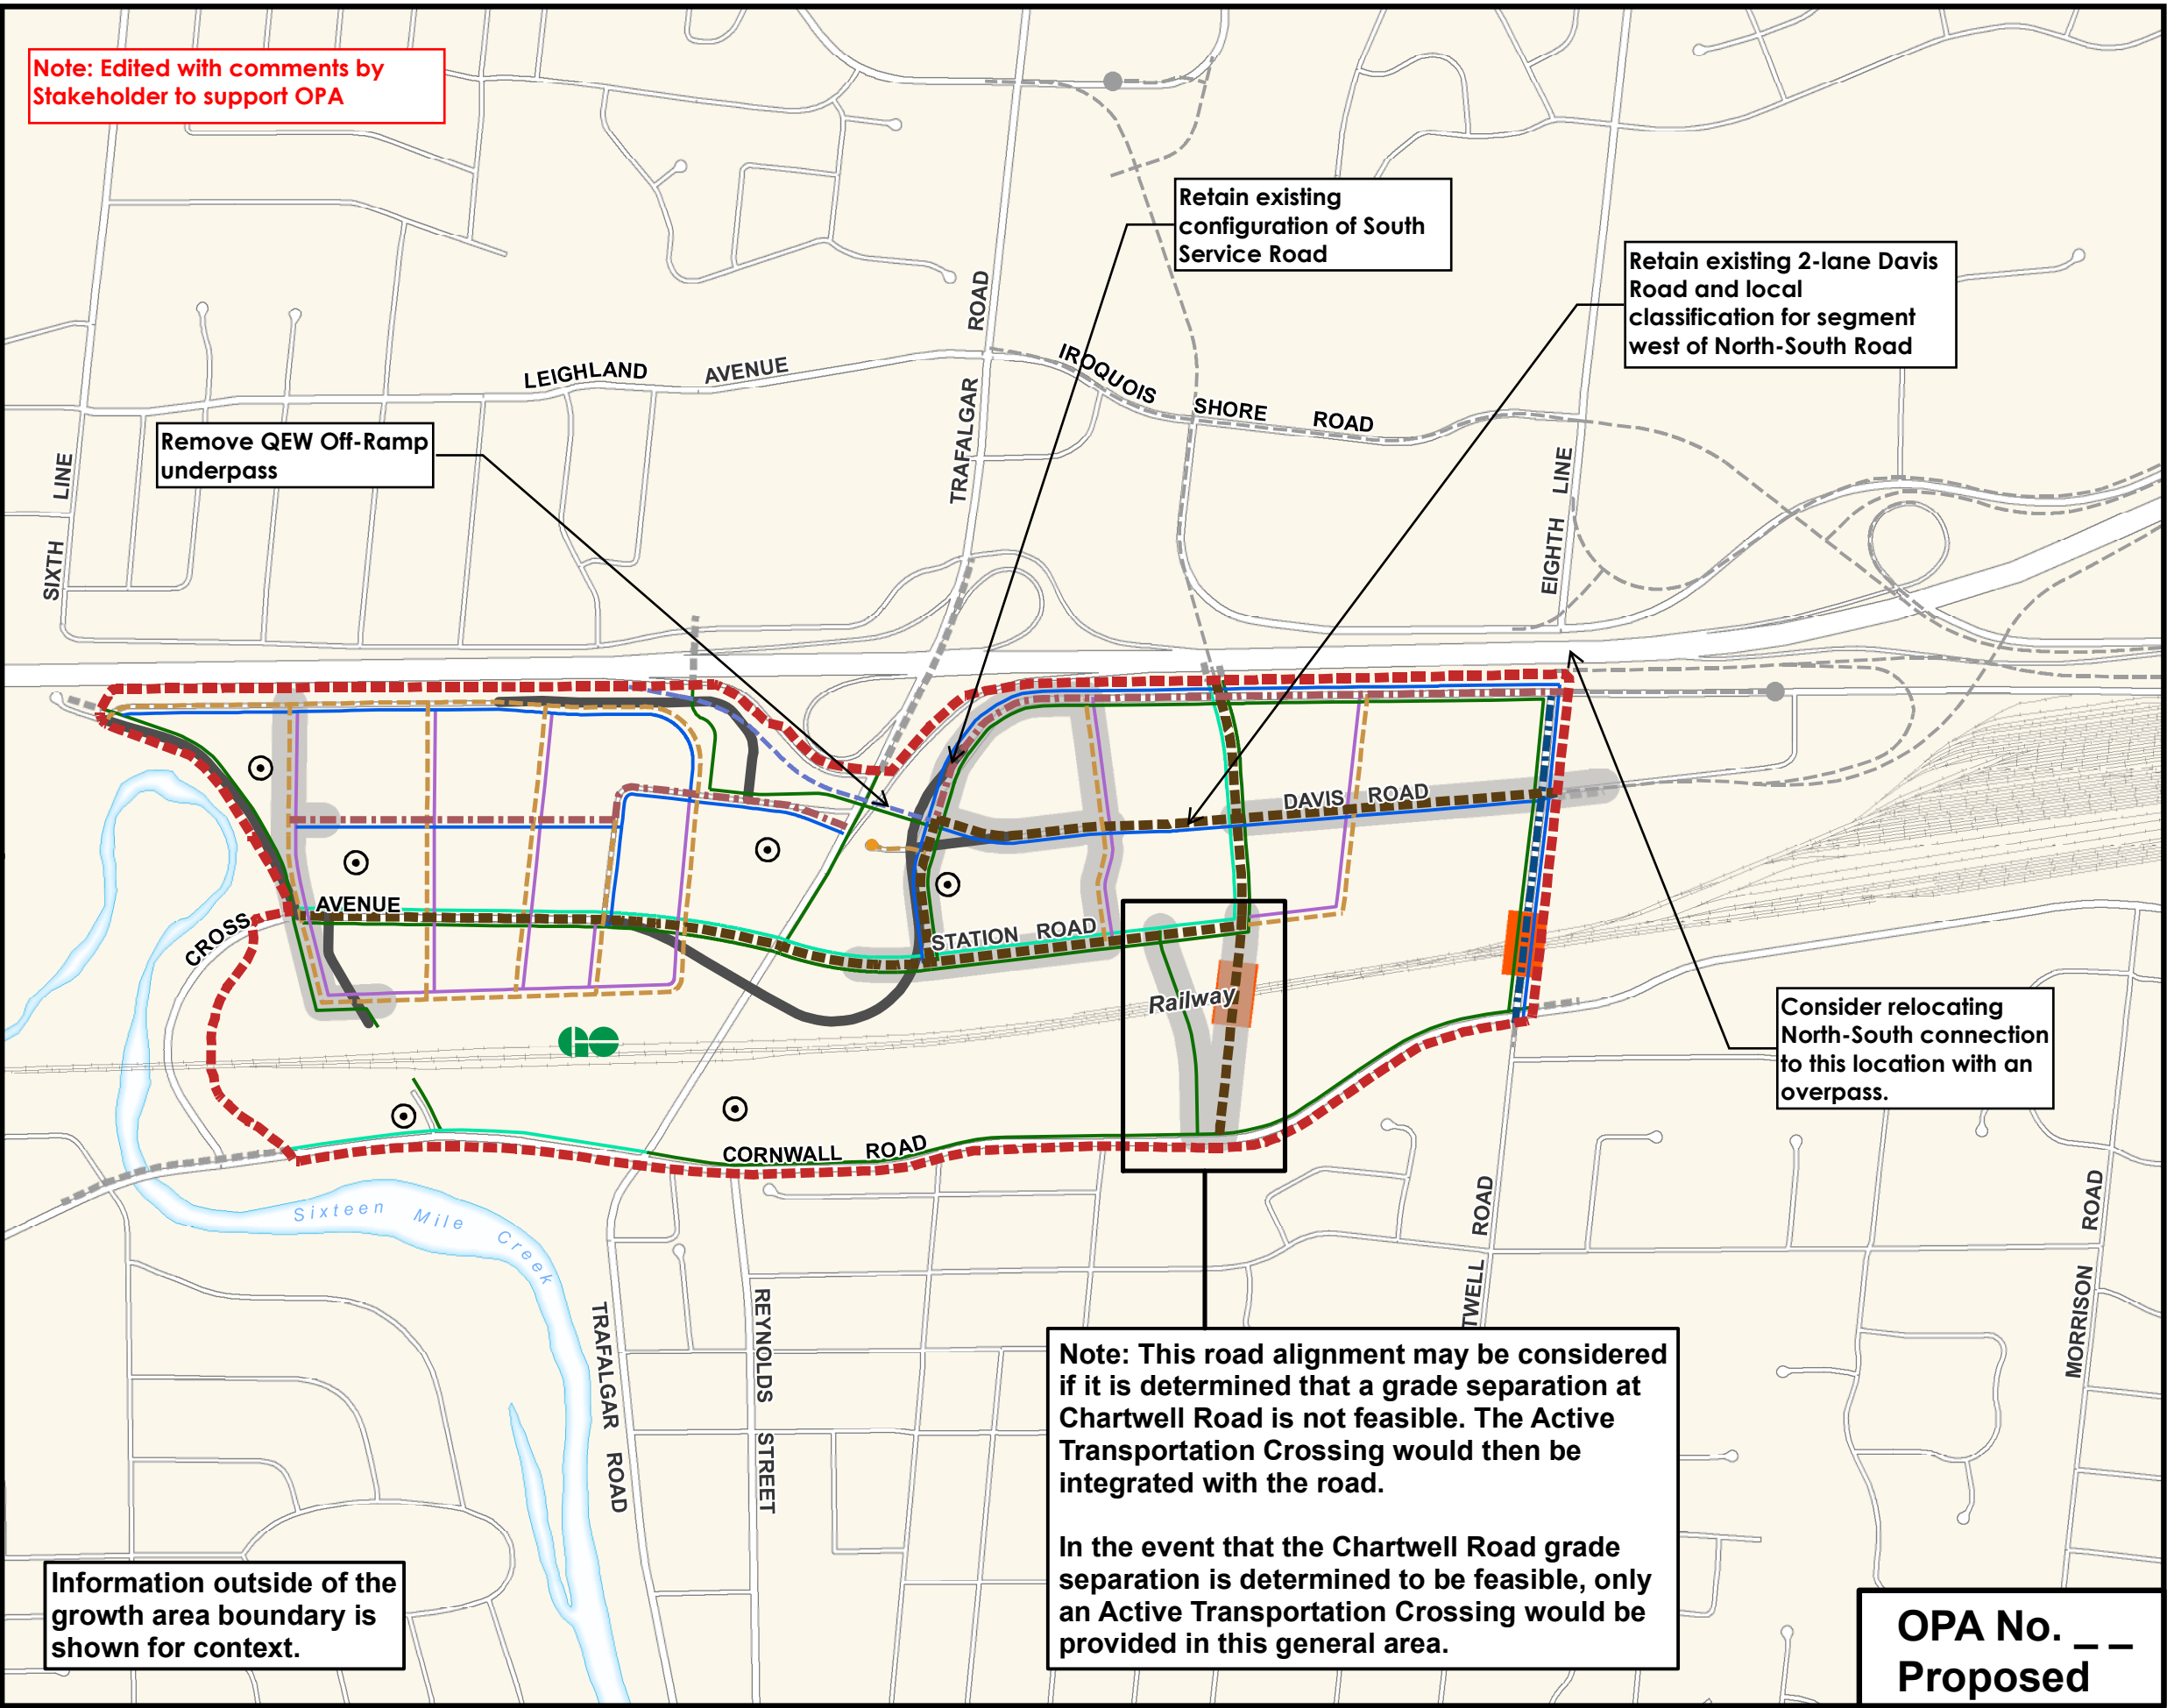 Note: Edited with comments by
Stakeholder to support OPA
Retain existing
configuration of South
Service Road
Retain existing 2-lane Davis
Road and local
classification for segment
west of North-South Road
ROAD
LEIGHLAND AVENUE
IROQUOIS SHORE ROAD
TRAFALGAR
Remove QEW Off-Ramp
underpass
SIXTH LINE
EIGHTH LINE
DAVIS ROAD
CROSS AVENUE
STATION ROAD
Railway
GO
Consider relocating
North-South connection
to this location with an
overpass.
CORNWALL ROAD
Sixteen Mile Creek
TWELL ROAD
MORRISON ROAD
TRAFALGAR ROAD
REYNOLDS STREET
Note: This road alignment may be considered
if it is determined that a grade separation at
Chartwell Road is not feasible. The Active
Transportation Crossing would then be
integrated with the road.
In the event that the Chartwell Road grade
separation is determined to be feasible, only
an Active Transportation Crossing would be
provided in this general area.
Information outside of the
growth area boundary is
shown for context.
OPA No. _ _
Proposed